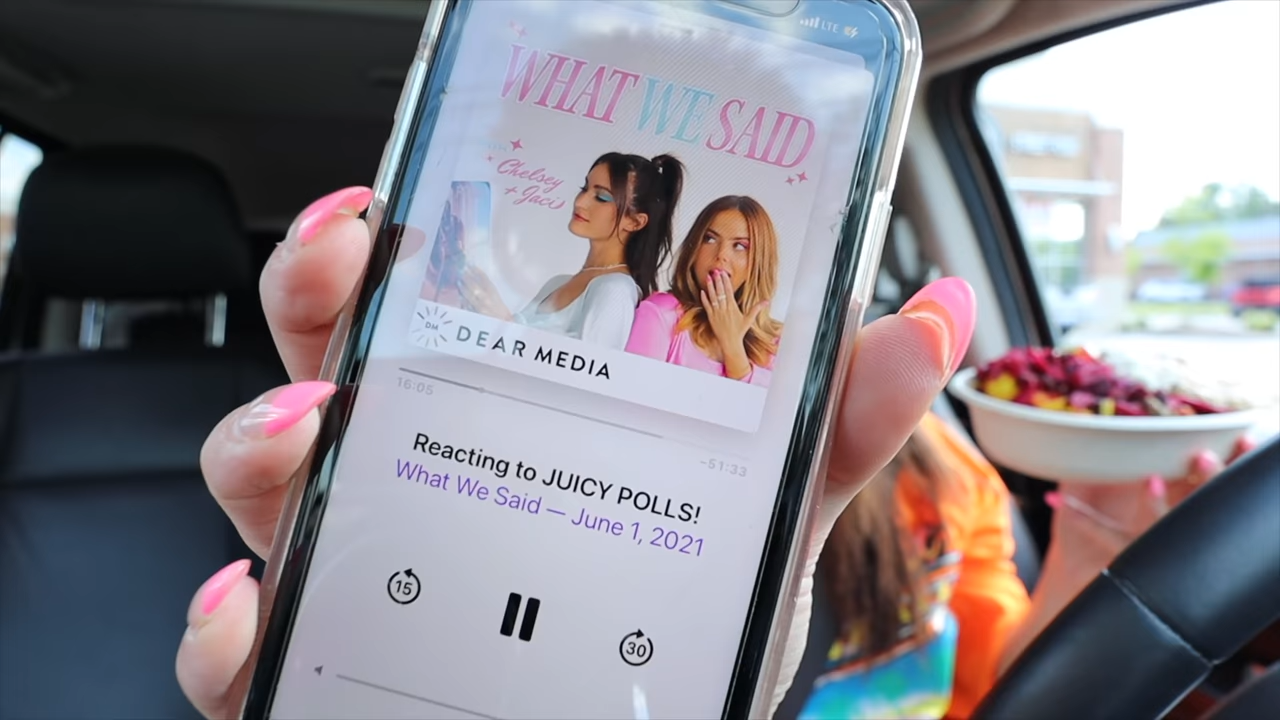 LTE
WHAT WE SAID
Chelsey
+ Jaci
DM
DEAR MEDIA
16:05
-51:33
Reacting to JUICY POLLS!
What We Said — June 1, 2021
15
30